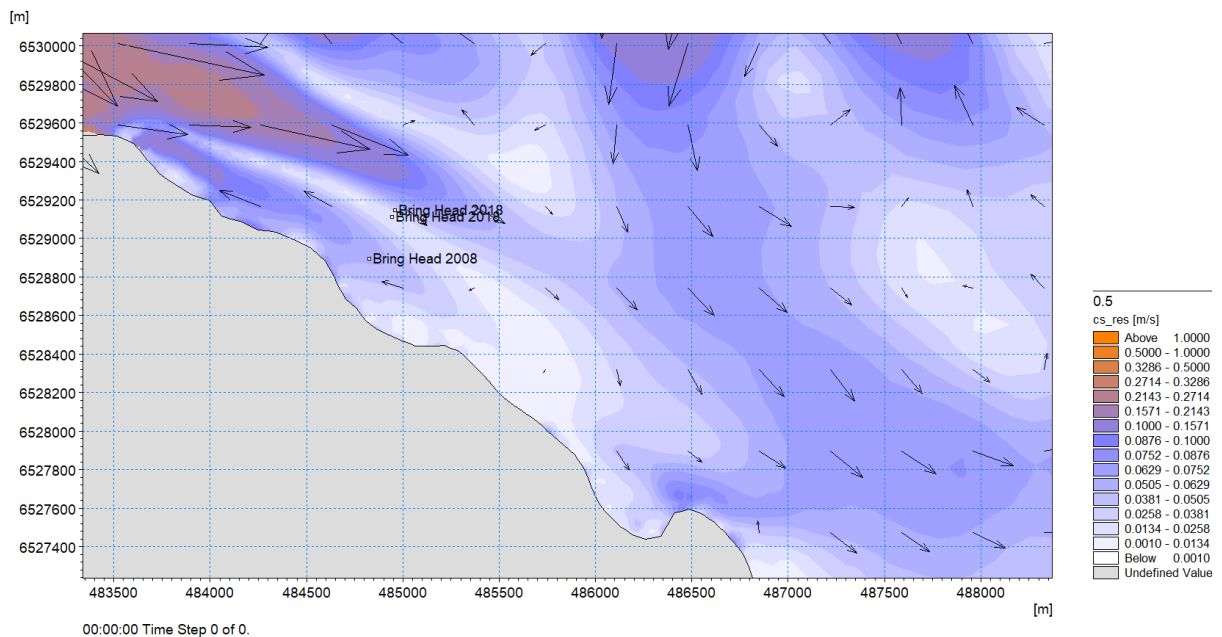 [m]
6530000
6529800
6529600
6529400
6529200
6529000
6528800
6528600
6528400
6528200
6528000
6527800
6527600
6527400
Bring Head 2018
Bring Head 2018
Bring Head 2008
483500 484000 484500 485000 485500 486000 486500 487000 487500 488000
[m]
00:00:00 Time Step 0 of 0.
0.5
cs_res [m/s]
Above 1.0000
0.5000 - 1.0000
0.3286 - 0.5000
0.2714 - 0.3286
0.2143 - 0.2714
0.1571 - 0.2143
0.1000 - 0.1571
0.0876 - 0.1000
0.0752 - 0.0876
0.0629 - 0.0752
0.0505 - 0.0629
0.0381 - 0.0505
0.0258 - 0.0381
0.0134 - 0.0258
0.0010 - 0.0134
Below 0.0010
Undefined Value